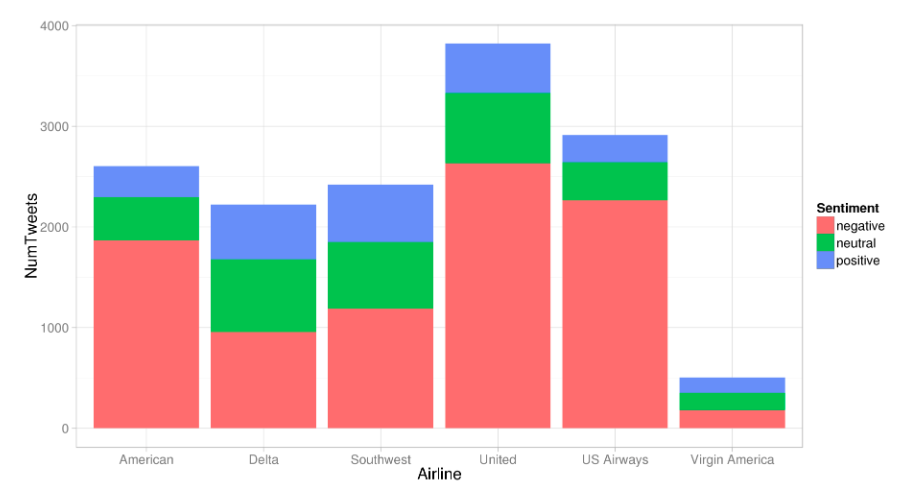 4000
3000
2000
1000
0
NumTweets
American Delta Southwest United US Airways Virgin America
Airline
Sentiment
negative
neutral
positive